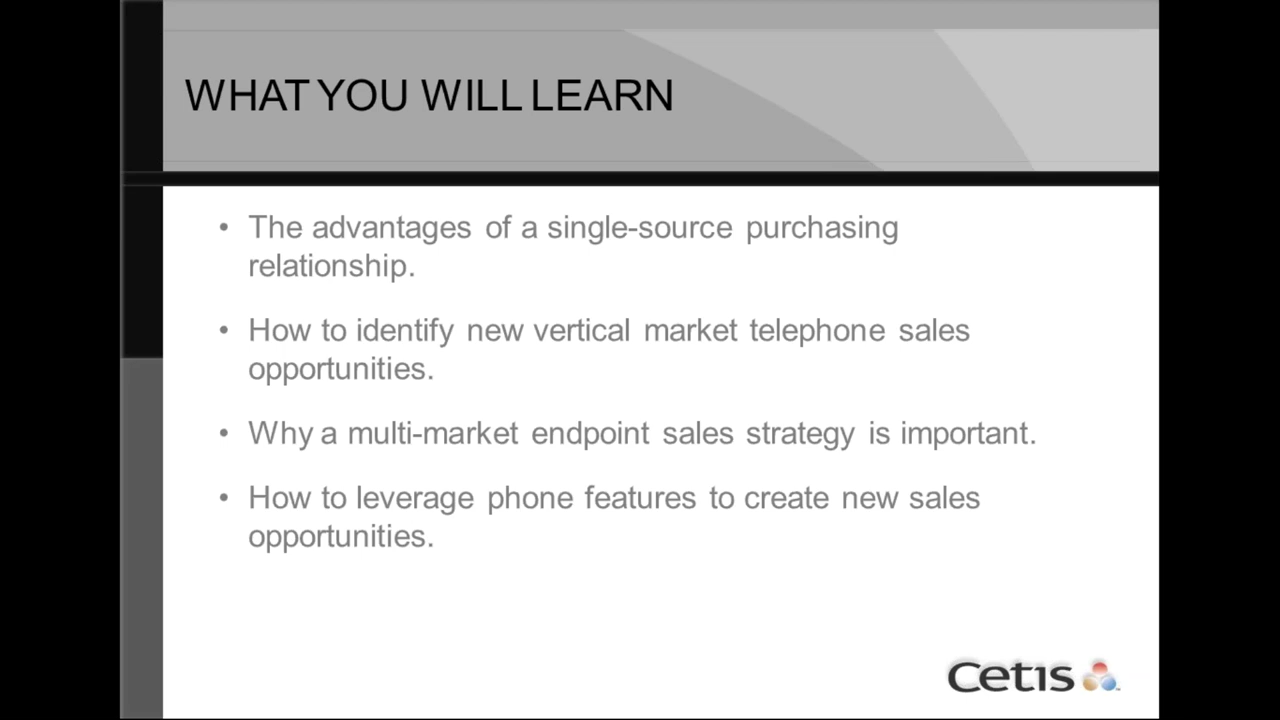 WHAT YOU WILL LEARN
• The advantages of a single-source purchasing
relationship.
• How to identify new vertical market telephone sales
opportunities.
• Why a multi-market endpoint sales strategy is important.
• How to leverage phone features to create new sales
opportunities.
Cetis